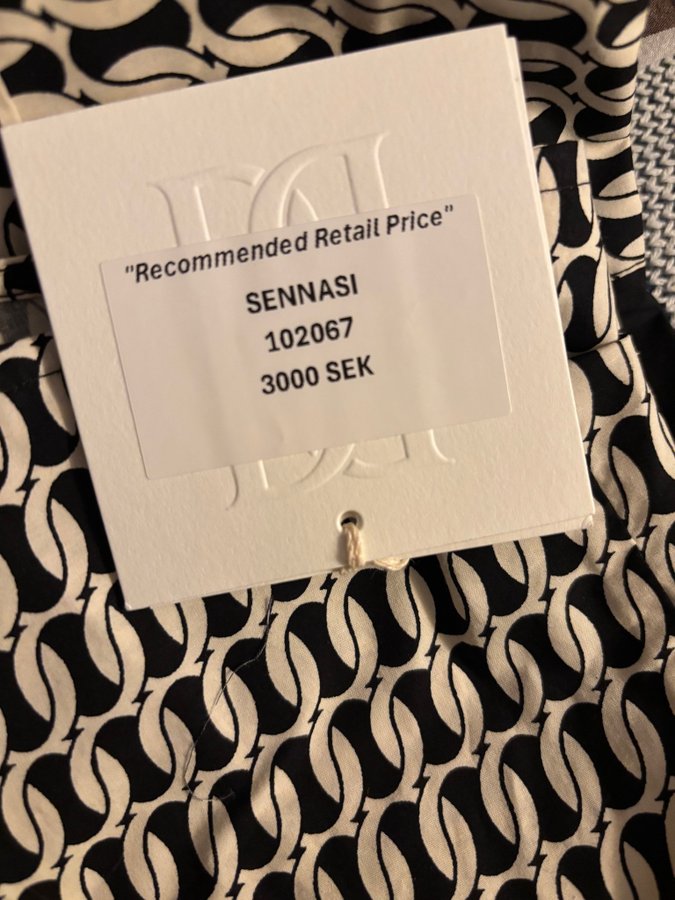 "Recommended Retail Price"
SENNASI
102067
3000 SEK